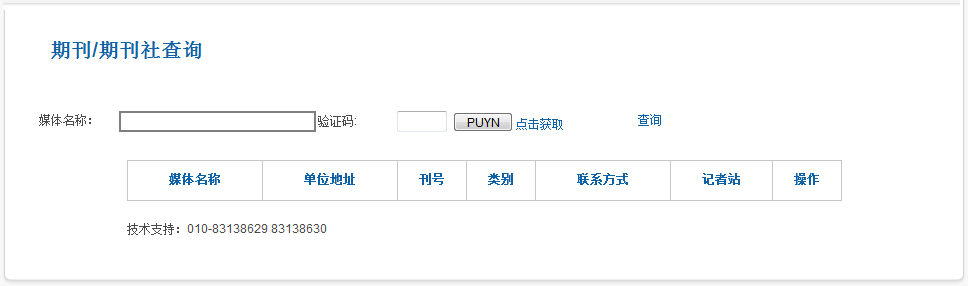 期刊/期刊社查询
媒体名称： 验证码: PUYN 点击获取 查询
媒体名称 单位地址 刊号 类别 联系方式 记者站 操作
技术支持：010-83138629 83138630